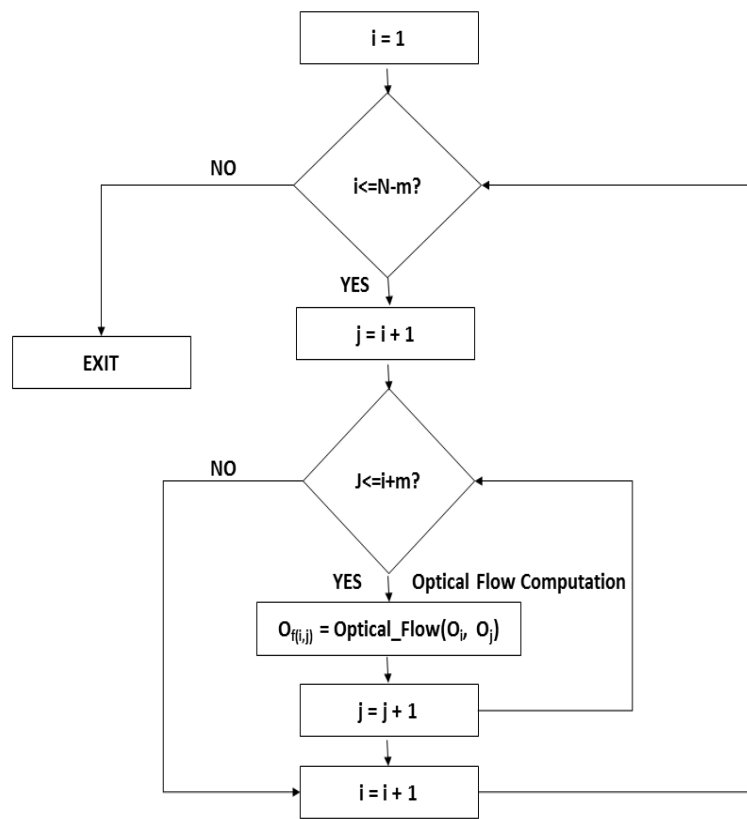 i = 1
NO
i<=N-m?
YES
j = i + 1
EXIT
NO
J<=i+m?
YES
Optical Flow Computation
Of(i,j) = Optical_Flow(Oi, Oj)
j = j + 1
i = i + 1